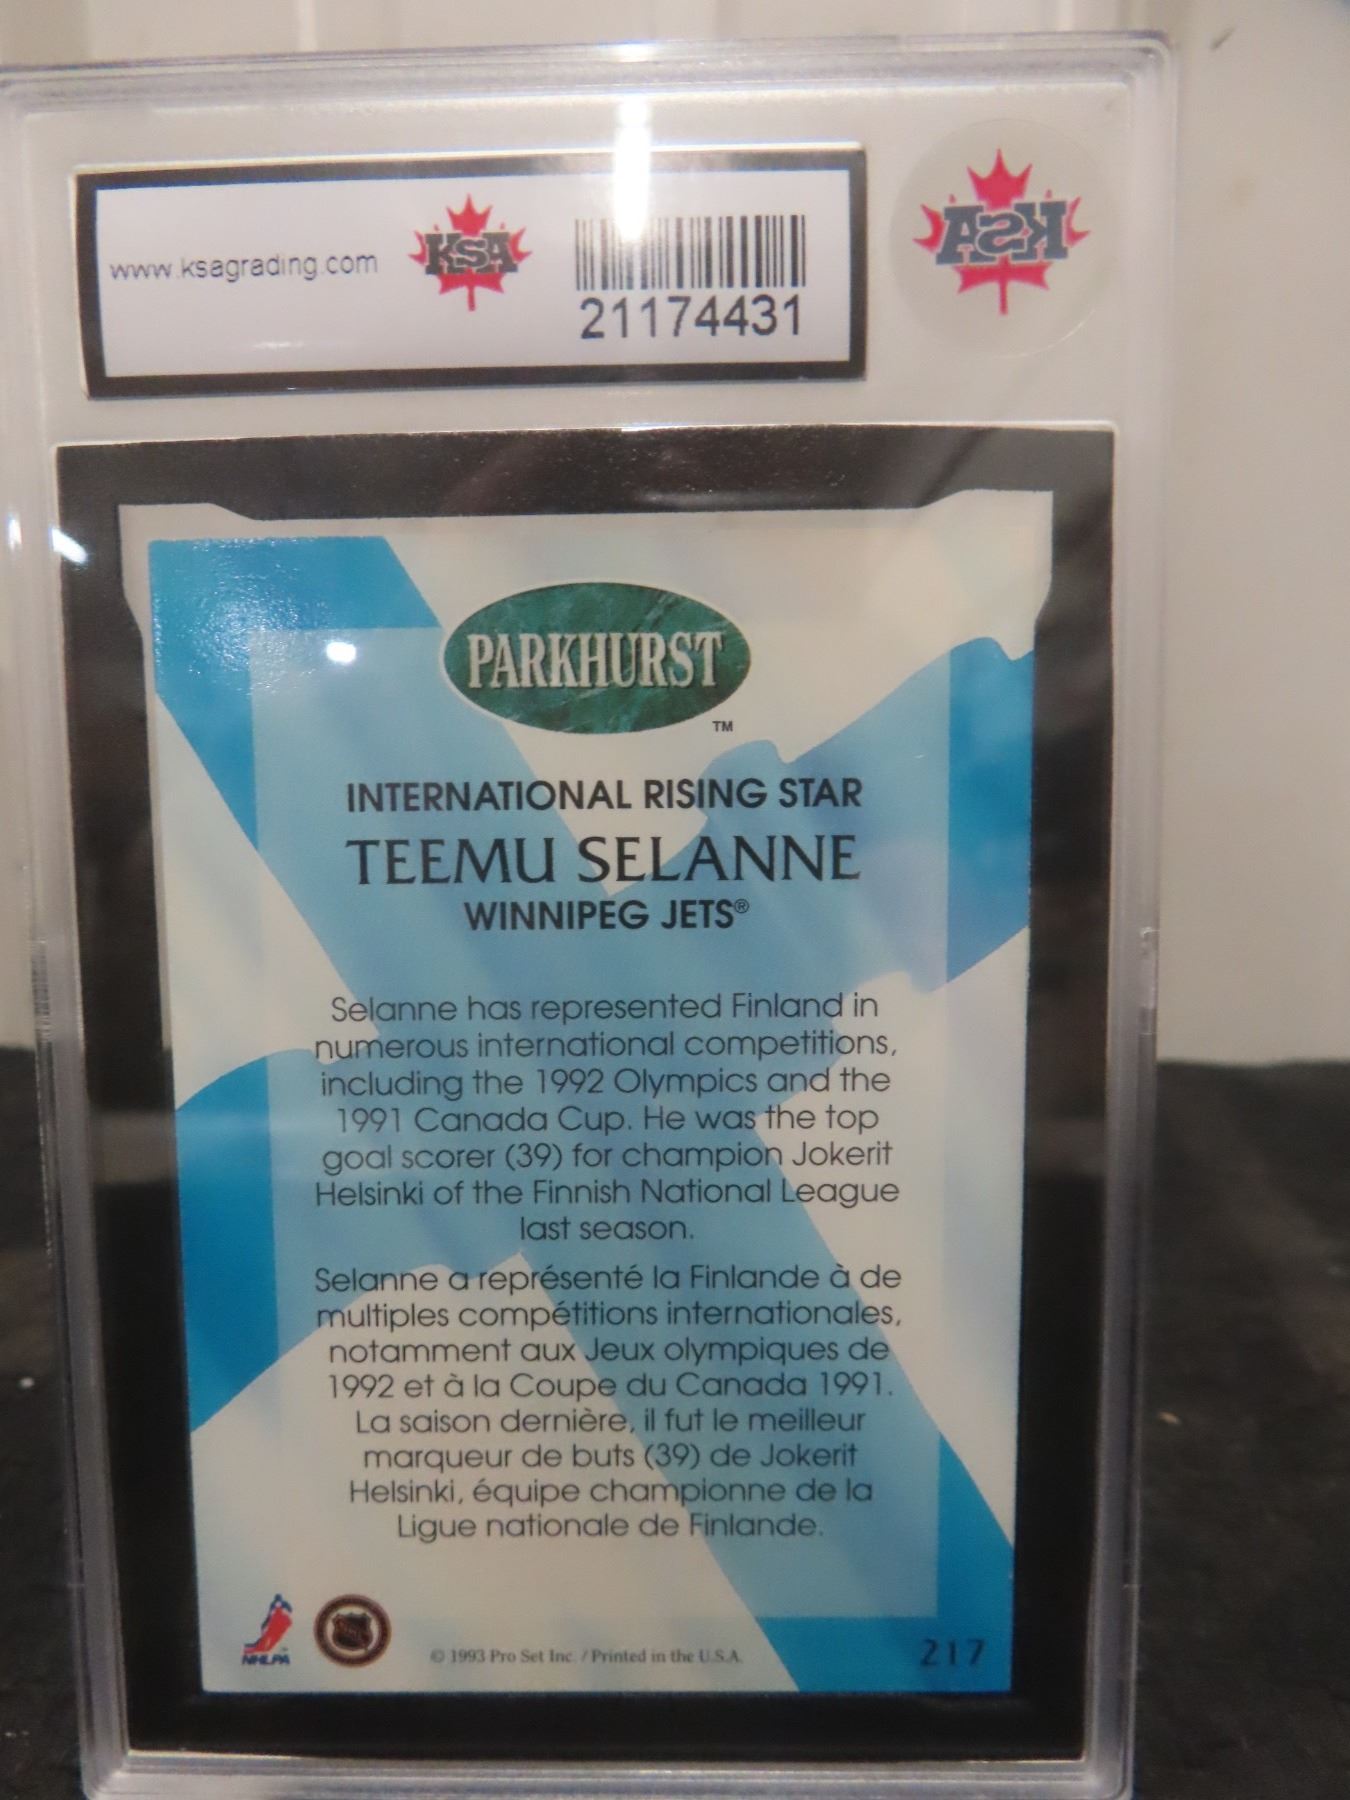 www.ksagrading.com
KSA
21174431
KSA
PARKHURST
TM
INTERNATIONAL RISING STAR
TEEMU SELANNE
WINNIPEG JETS®
Selanne has represented Finland in
numerous international competitions,
including the 1992 Olympics and the
1991 Canada Cup. He was the top
goal scorer (39) for champion Jokerit
Helsinki of the Finnish National League
last season.
Selanne a représenté la Finlande à de
multiples compétitions internationales,
notamment aux Jeux olympiques de
1992 et à la Coupe du Canada 1991.
La saison dernière, il fut le meilleur
marqueur de buts (39) de Jokerit
Helsinki, équipe championne de la
Ligue nationale de Finlande.
NHLPA
© 1993 Pro Set Inc. / Printed in the U.S.A.
217